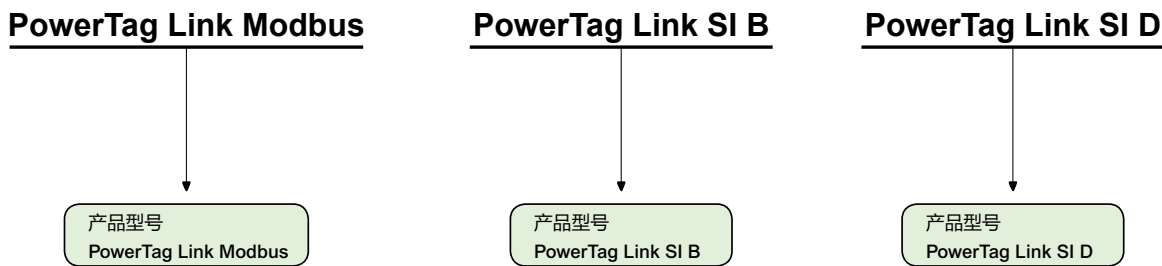 PowerTag Link Modbus
PowerTag Link SI B
PowerTag Link SI D
产品型号
PowerTag Link Modbus
产品型号
PowerTag Link SI B
产品型号
PowerTag Link SI D